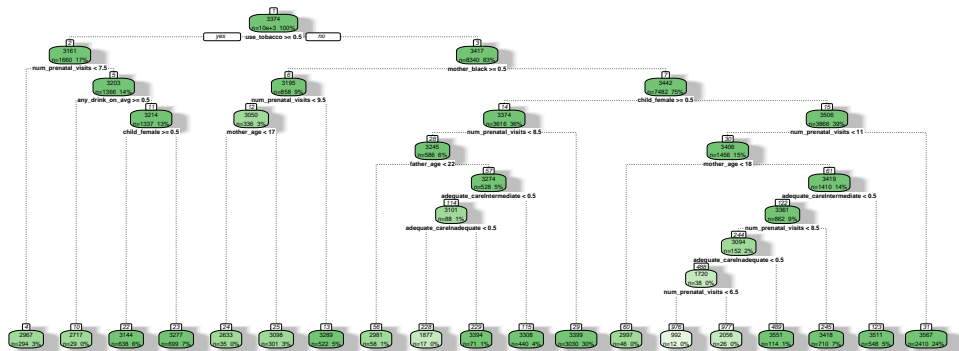 1
3374
n=10e+3 100%
yes use_tobacco >= 0.5 no
2
3161
n=1660 17%
num_prenatal_visits < 7.5
3
3417
n=8340 83%
mother_black >= 0.5
5
3203
n=1366 14%
any_drink_on_avg >= 0.5
6
3195
n=858 9%
num_prenatal_visits < 9.5
7
3442
n=7482 75%
child_female >= 0.5
11
3214
n=1337 13%
child_female >= 0.5
12
3050
n=336 3%
mother_age < 17
14
3374
n=3616 36%
num_prenatal_visits < 8.5
15
3506
n=3866 39%
num_prenatal_visits < 11
28
3245
n=586 6%
father_age < 22
30
3406
n=1456 15%
mother_age < 18
57
3274
n=528 5%
adequate_careIntermediate < 0.5
61
3419
n=1410 14%
adequate_careIntermediate < 0.5
114
3101
n=88 1%
adequate_careInadequate < 0.5
122
3361
n=862 9%
num_prenatal_visits < 8.5
244
3094
n=152 2%
adequate_careInadequate < 0.5
488
1720
n=38 0%
num_prenatal_visits < 6.5
4 10 22 23 24 25 13 56 228 229 115 29 60 976 977 489 245 123 31
2967 2717 3144 3277 2633 3098 3289 2981 1877 3394 3308 3399 2997 992 2056 3551 3418 3511 3567
n=294 3% n=29 0% n=638 6% n=699 7% n=35 0% n=301 3% n=522 5% n=58 1% n=17 0% n=71 1% n=440 4% n=3030 30% n=46 0% n=12 0% n=26 0% n=114 1% n=710 7% n=548 5% n=2410 24%